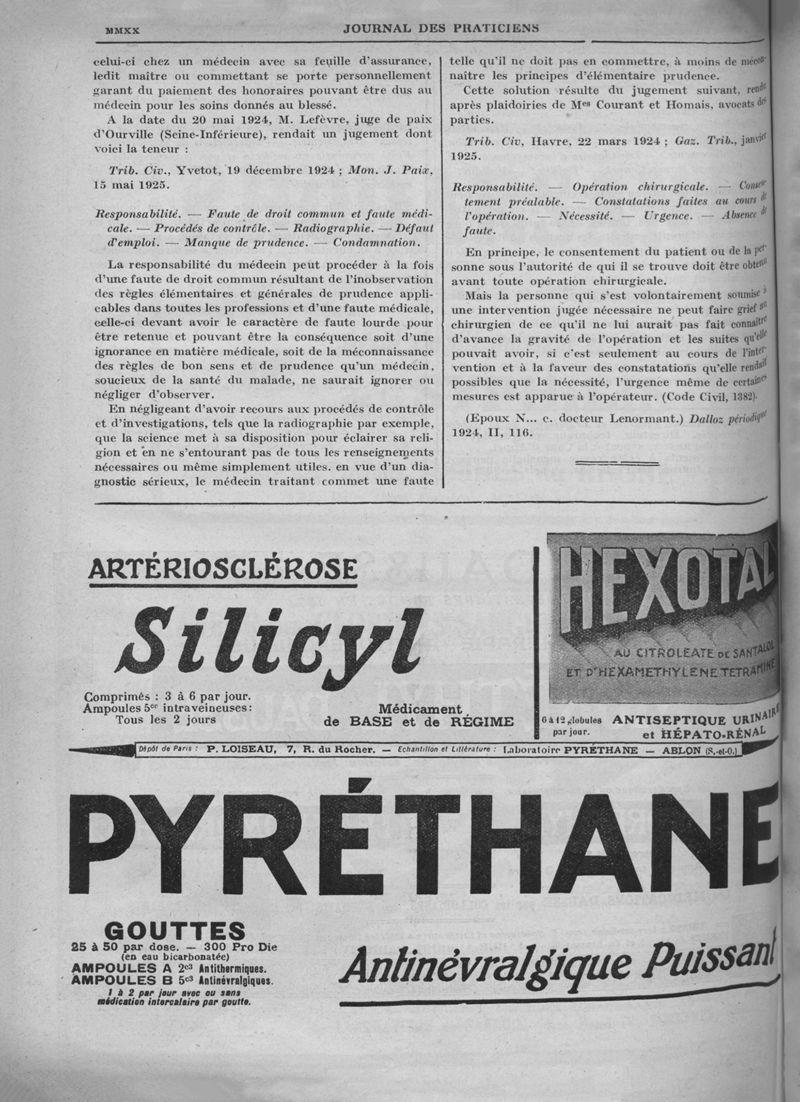 MMXX
JOURNAL DES PRATICIENS
celui-ci chez un médecin avec sa feuille d'assurance,
ledit maître ou commettant se porte personnellement
garant du paiement des honoraires pouvant être dus au
médecin pour les soins donnés au blessé.
A la date du 20 mai 1924, M. Lefèvre, juge de paix
d'Ourville (Seine-Inférieure), rendait un jugement dont
voici la teneur :
Trib. Civ., Yvetot, 19 décembre 1924 ; Mon. J. Paix,
15 mai 1925.
Responsabilité. — Faute de droit commun et faute médi-
cale. — Procédés de contrôle. — Radiographie. — Défaut
d'emploi. — Manque de prudence. — Condamnation.
La responsabilité du médecin peut procéder à la fois
d'une faute de droit commun résultant de l'inobservation
des règles élémentaires et générales de prudence appli-
cables dans toutes les professions et d'une faute médicale,
celle-ci devant avoir le caractère de faute lourde pour
être retenue et pouvant être la conséquence soit d'une
ignorance en matière médicale, soit de la méconnaissance
des règles de bon sens et de prudence qu'un médecin,
soucieux de la santé du malade, ne saurait ignorer ou
négliger d'observer.
En négligeant d'avoir recours aux procédés de contrôle
et d'investigations, tels que la radiographie par exemple,
que la science met à sa disposition pour éclairer sa reli-
gion et en ne s'entourant pas de tous les renseignements
nécessaires ou même simplement utiles. en vue d'un dia-
gnostic sérieux, le médecin traitant commet une faute
telle qu'il ne doit pas en commettre, à moins de mécon-
naître les principes d'élémentaire prudence.
Cette solution résulte du jugement suivant, rendu
après plaidoiries de Mes Courant et Homais, avocats des
parties.
Trib. Civ, Havre, 22 mars 1924 ; Gaz. Trib., janvier
1925.
Responsabilité. — Opération chirurgicale. — Consen-
tement préalable. — Constatations faites au cours de
l'opération. — Nécessité. — Urgence. — Absence de
faute.
En principe, le consentement du patient ou de la per-
sonne sous l'autorité de qui il se trouve doit être obtenu
avant toute opération chirurgicale.
Mais la personne qui s'est volontairement soumise à
une intervention jugée nécessaire ne peut faire grief au
chirurgien de ce qu'il ne lui aurait pas fait connaître
d'avance la gravité de l'opération et les suites qu'elle
pouvait avoir, si c'est seulement au cours de l'inter-
vention et à la faveur des constatations qu'elle rendait
possibles que la nécessité, l'urgence même de certaines
mesures est apparue à l'opérateur. (Code Civil, 1382).
(Epoux N... c. docteur Lenormant.) Dalloz périodique
1924, II, 116.
ARTÉRIOSCLÉROSE
Silicyl
Comprimés : 3 à 6 par jour.
Ampoules 5cc intraveineuses:
Tous les 2 jours
Médicament
de BASE et de RÉGIME
HEXOTAL
AU CITROLEATE DE SANTALOL
ET D'HEXAMETHYLENE TETRAMINE
6 à 12 globules
par jour.
ANTISEPTIQUE URINAIRE
et HÉPATO-RÉNAL
Dépôt de Paris : P. LOISEAU, 7, R. du Rocher. — Echantillon et Littérature : Laboratoire PYRÉTHANE — ABLON (S.-et-O.)
PYRÉTHANE
GOUTTES
25 à 50 par dose. — 300 Pro Die
(en eau bicarbonatée)
AMPOULES A 2c3 Antithermiques.
AMPOULES B 5c3 Antinévralgiques.
1 à 2 par jour avec ou sans
médication intercalaire par goutte.
Antinévralgique Puissant